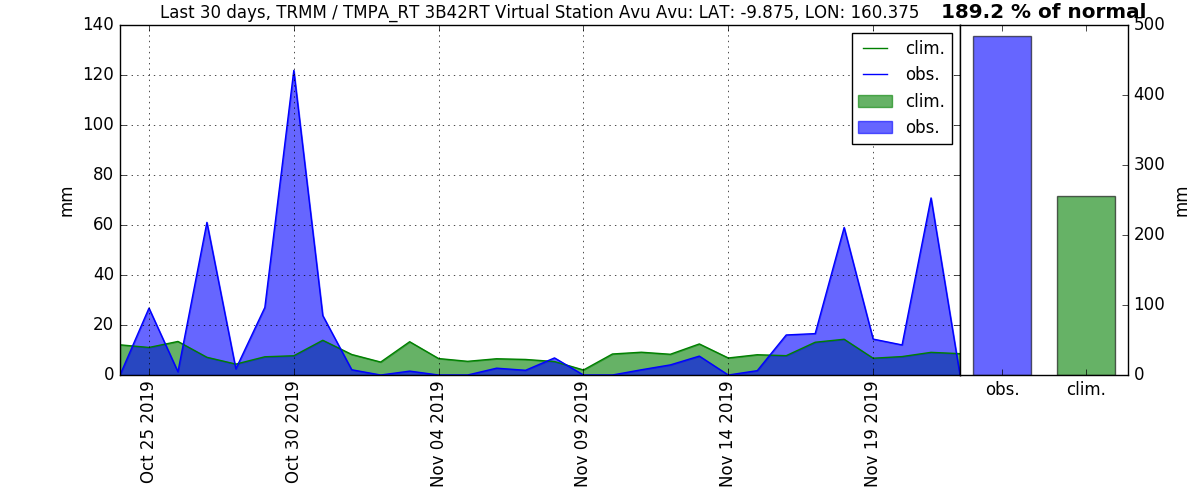 Last 30 days, TRMM / TMPA_RT 3B42RT Virtual Station Avu Avu: LAT: -9.875, LON: 160.375
189.2 % of normal
140
120
100
80
60
40
20
0
mm
clim.
obs.
clim.
obs.
500
400
300
200
100
0
mm
obs.
clim.
Oct 25 2019
Oct 30 2019
Nov 04 2019
Nov 09 2019
Nov 14 2019
Nov 19 2019